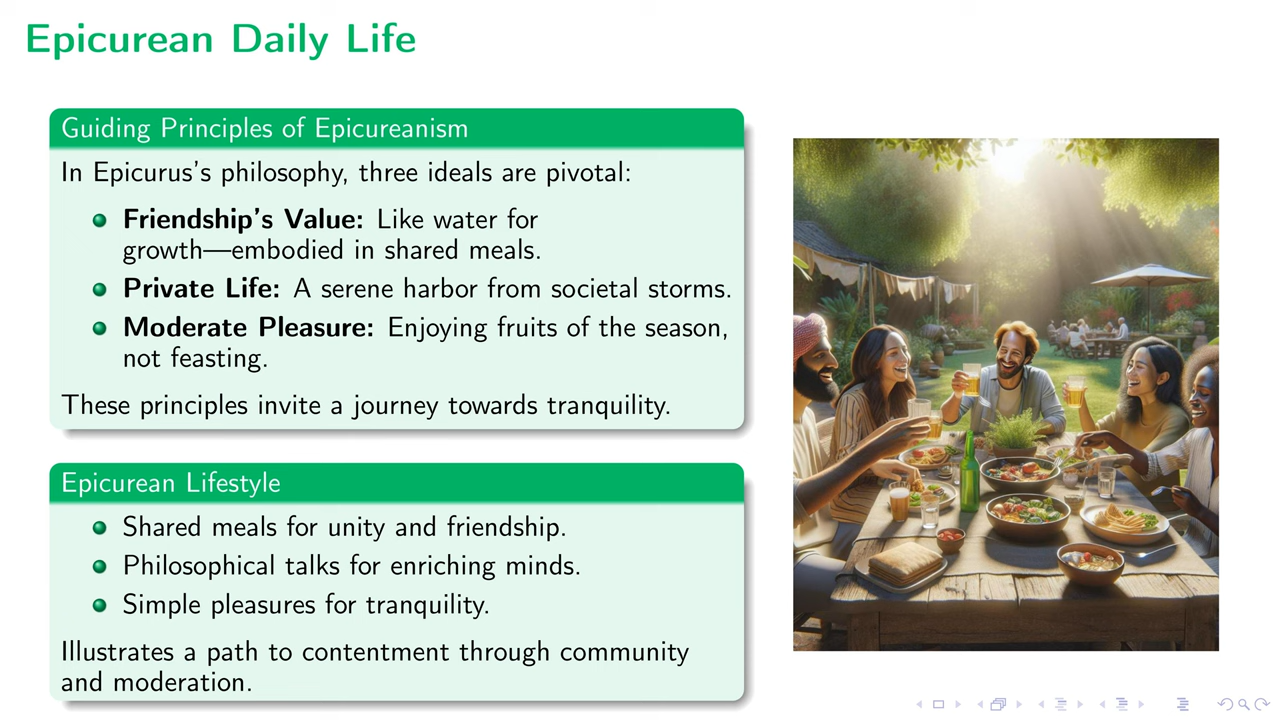 Epicurean Daily Life
Guiding Principles of Epicureanism
In Epicurus's philosophy, three ideals are pivotal:
Friendship's Value: Like water for
growth—embodied in shared meals.
Private Life: A serene harbor from societal storms.
Moderate Pleasure: Enjoying fruits of the season,
not feasting.
These principles invite a journey towards tranquility.
Epicurean Lifestyle
Shared meals for unity and friendship.
Philosophical talks for enriching minds.
Simple pleasures for tranquility.
Illustrates a path to contentment through community
and moderation.